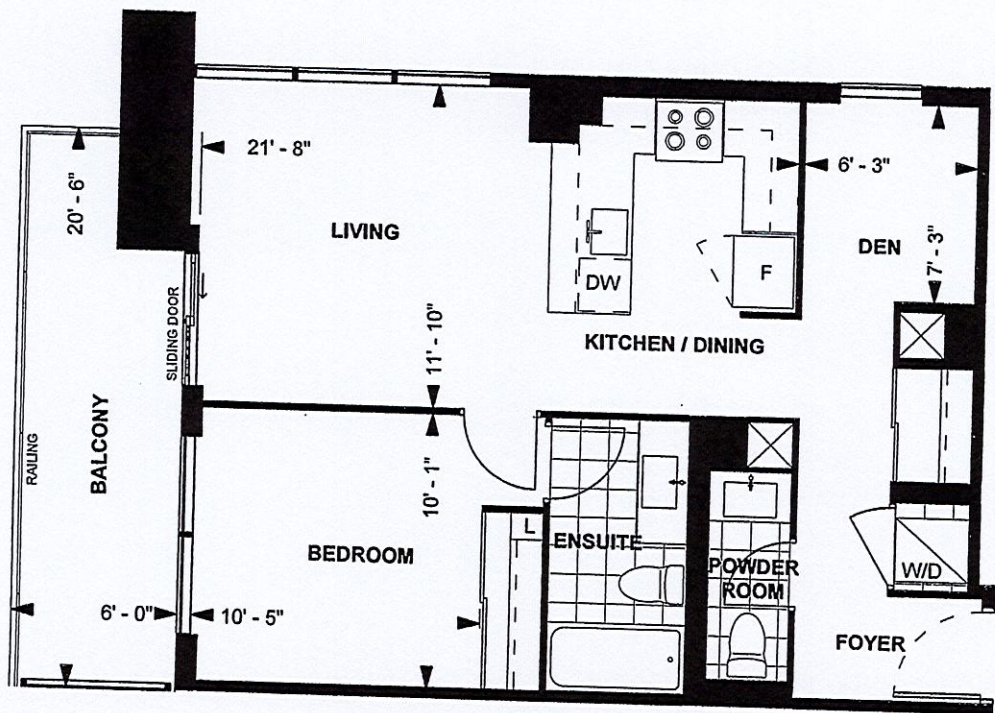 21' - 8"
6' - 3"
20' - 6"
LIVING
DEN
7' - 3"
F
DW
SLIDING DOOR
KITCHEN / DINING
11' - 10"
RAILING
BALCONY
10' - 1"
L
ENSUITE
BEDROOM
POWDER
ROOM
W/D
6' - 0"
10' - 5"
FOYER